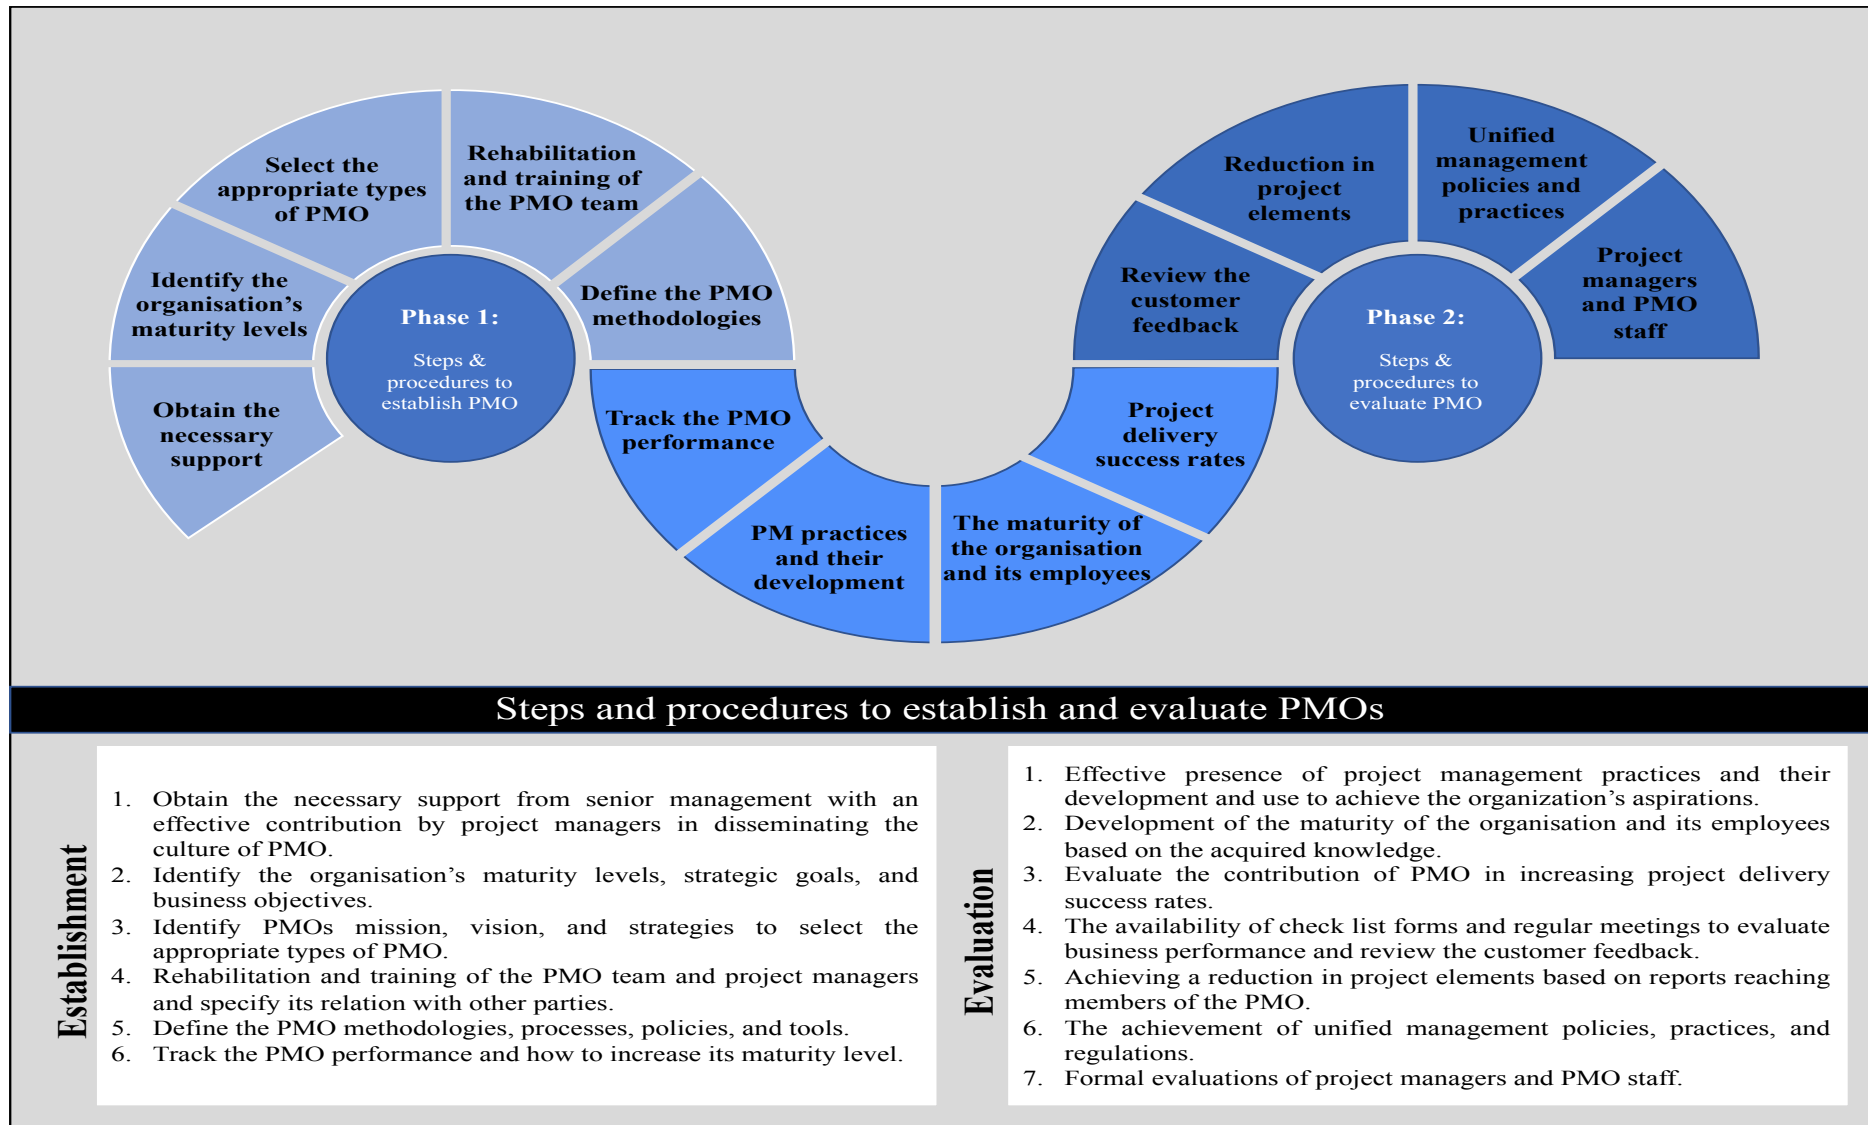 Obtain the
necessary
support
Identify the
organisation’s
maturity levels
Select the
appropriate types
of PMO
Rehabilitation
and training of
the PMO team
Define the PMO
methodologies
Phase 1:
Steps &
procedures to
establish PMO
Track the PMO
performance
PM practices
and their
development
The maturity of
the organisation
and its employees
Project
delivery
success rates
Review the
customer
feedback
Reduction in
project
elements
Unified
management
policies and
practices
Project
managers
and PMO
staff
Phase 2:
Steps &
procedures to
evaluate PMO
Steps and procedures to establish and evaluate PMOs
Establishment
1. Obtain the necessary support from senior management with an
effective contribution by project managers in disseminating the
culture of PMO.
2. Identify the organisation’s maturity levels, strategic goals, and
business objectives.
3. Identify PMOs mission, vision, and strategies to select the
appropriate types of PMO.
4. Rehabilitation and training of the PMO team and project managers
and specify its relation with other parties.
5. Define the PMO methodologies, processes, policies, and tools.
6. Track the PMO performance and how to increase its maturity level.
Evaluation
1. Effective presence of project management practices and their
development and use to achieve the organization’s aspirations.
2. Development of the maturity of the organisation and its employees
based on the acquired knowledge.
3. Evaluate the contribution of PMO in increasing project delivery
success rates.
4. The availability of check list forms and regular meetings to evaluate
business performance and review the customer feedback.
5. Achieving a reduction in project elements based on reports reaching
members of the PMO.
6. The achievement of unified management policies, practices, and
regulations.
7. Formal evaluations of project managers and PMO staff.